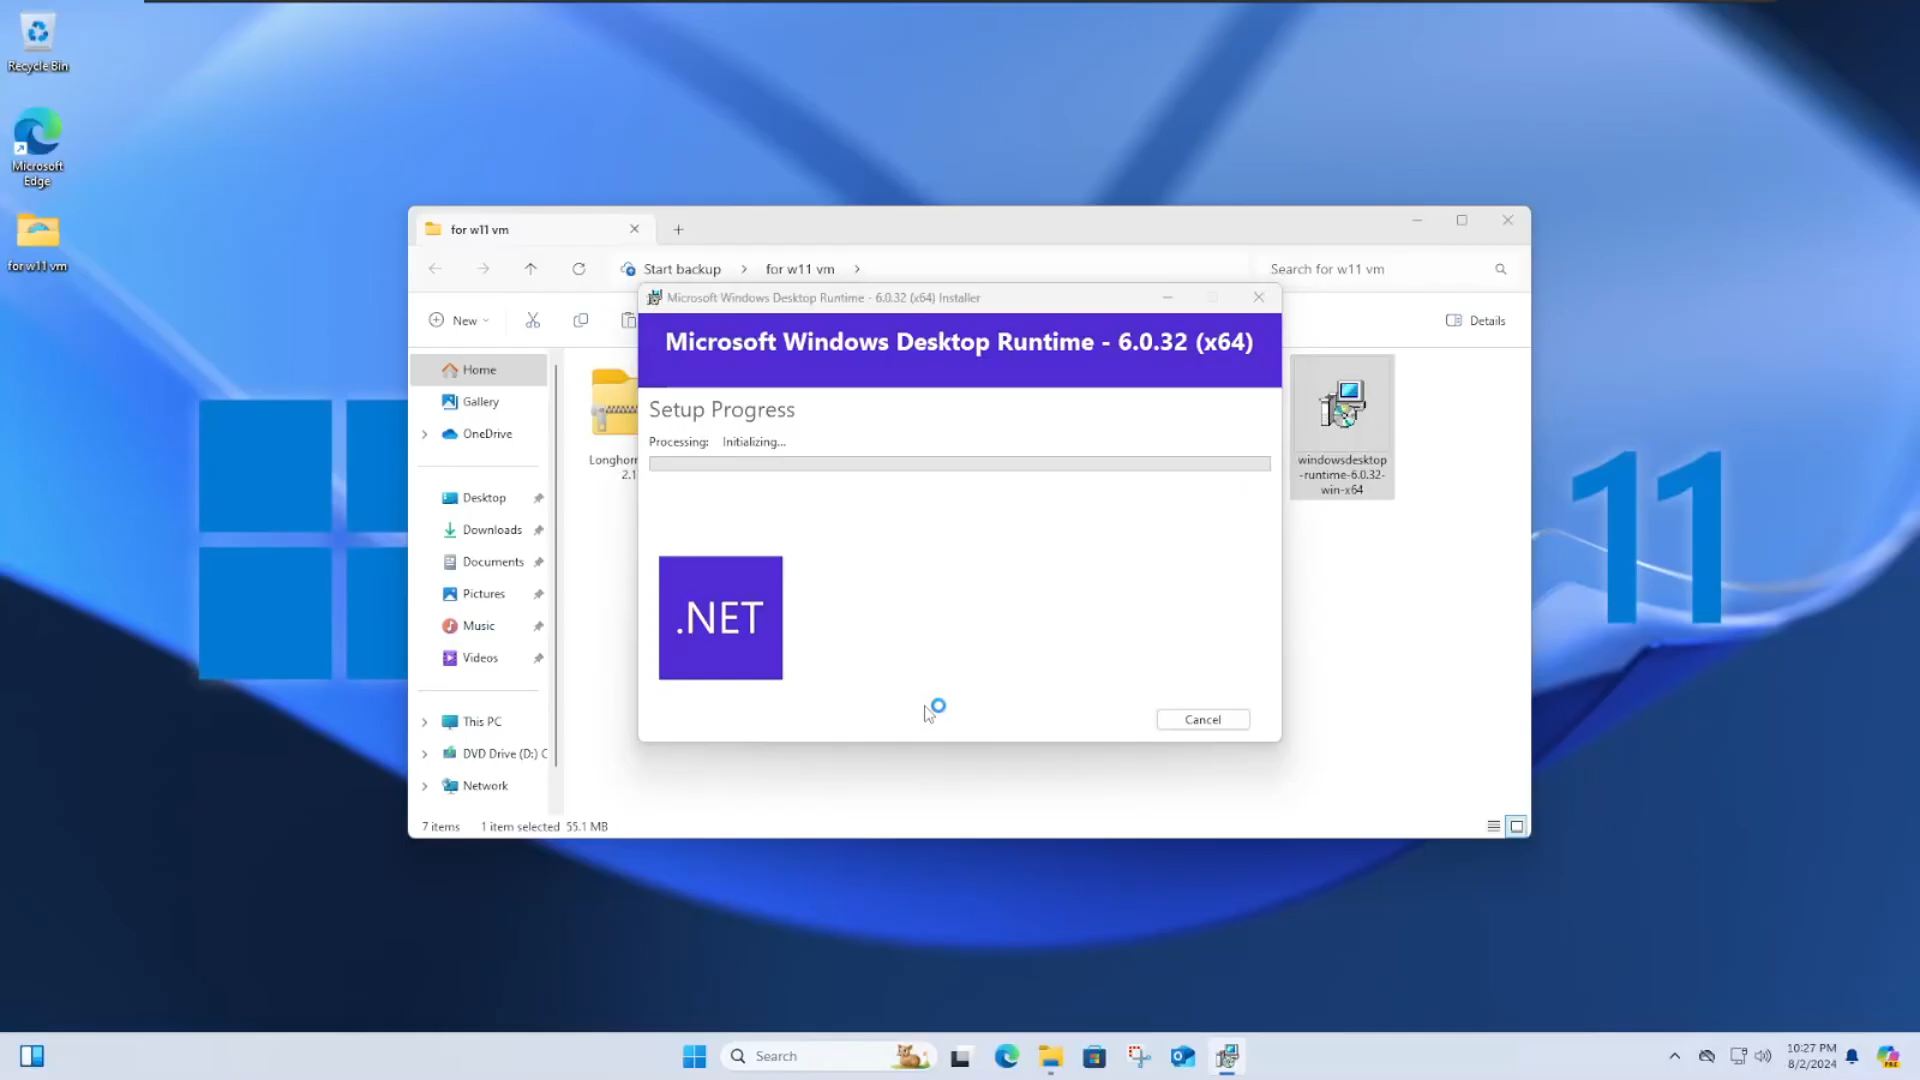 Recycle Bin
Microsoft
Edge
for w11 vm
for w11 vm
Start backup
for w11 vm
Search for w11 vm
New
Details
Microsoft Windows Desktop Runtime - 6.0.32 (x64) Installer
Microsoft Windows Desktop Runtime - 6.0.32 (x64)
Setup Progress
Processing: Initializing...
.NET
Cancel
Home
Gallery
OneDrive
Desktop
Downloads
Documents
Pictures
Music
Videos
This PC
DVD Drive (D:) C
Network
Longhorn
2.1
windowsdesktop
-runtime-6.0.32-
win-x64
7 items 1 item selected 55.1 MB
11
Search
10:27 PM
8/2/2024
PRE